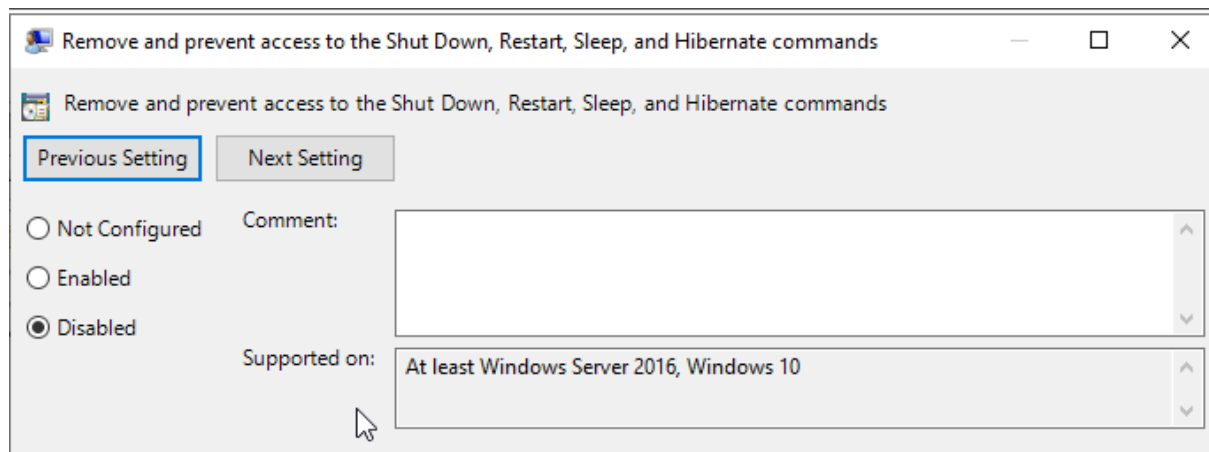 Remove and prevent access to the Shut Down, Restart, Sleep, and Hibernate commands
Remove and prevent access to the Shut Down, Restart, Sleep, and Hibernate commands
Previous Setting
Next Setting
Not Configured
Comment:
Enabled
Disabled
Supported on:
At least Windows Server 2016, Windows 10